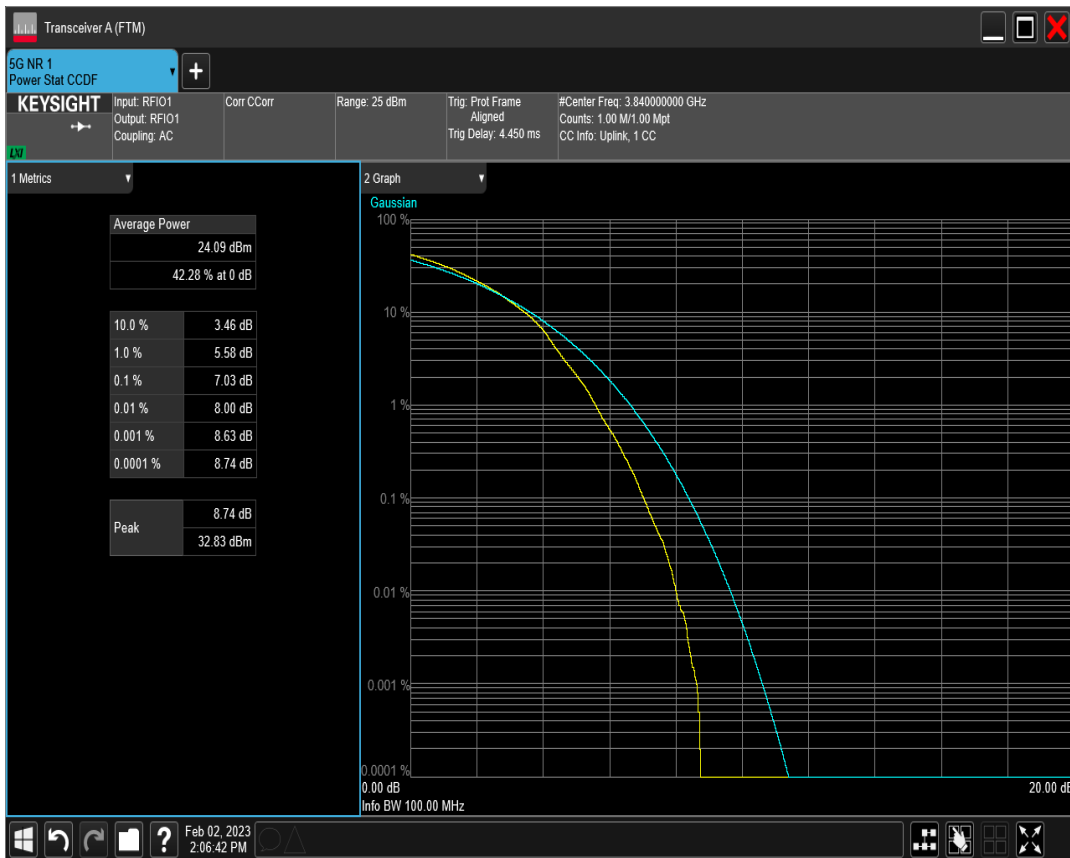 Transceiver A (FTM)
5G NR 1
Power Stat CCDF
+
KEYSIGHT
LXI
Input: RFIO1
Output: RFIO1
Coupling: AC
Corr CCorr
Range: 25 dBm
Trig: Prot Frame
Aligned
Trig Delay: 4.450 ms
#Center Freq: 3.840000000 GHz
Counts: 1.00 M/1.00 Mpt
CC Info: Uplink, 1 CC
1 Metrics
Average Power
24.09 dBm
42.28 % at 0 dB
10.0 % 3.46 dB
1.0 % 5.58 dB
0.1 % 7.03 dB
0.01 % 8.00 dB
0.001 % 8.63 dB
0.0001 % 8.74 dB
Peak
8.74 dB
32.83 dBm
2 Graph
Gaussian
100 %
10 %
1 %
0.1 %
0.01 %
0.001 %
0.0001 %
0.00 dB 20.00 dB
Info BW 100.00 MHz
?
Feb 02, 2023
2:06:42 PM